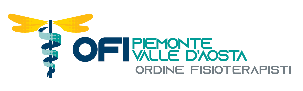 OFI PIEMONTE
VALLE D'AOSTA
ORDINE FISIOTERAPISTI